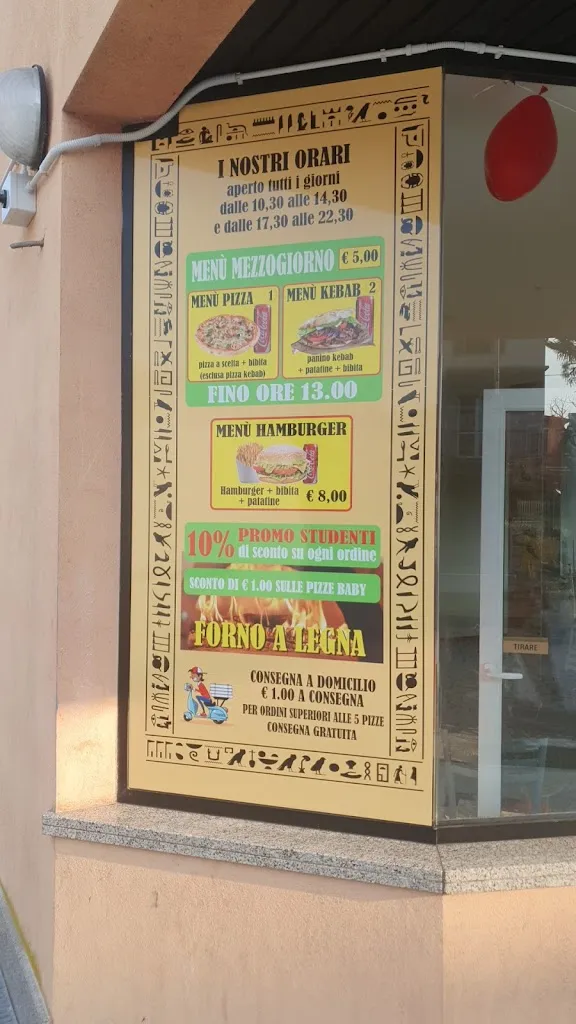 I NOSTRI ORARI
aperto tutti i giorni
dalle 10,30 alle 14,30
e dalle 17,30 alle 22,30
MENÙ MEZZOGIORNO € 5,00
MENÙ PIZZA 1
pizza a scelta + bibita
(esclusa pizza kebab)
MENÙ KEBAB 2
panino kebab
+ patatine + bibita
FINO ORE 13.00
MENÙ HAMBURGER
Hamburger + bibita
+ patatine
€ 8,00
10% PROMO STUDENTI
di sconto su ogni ordine
SCONTO DI € 1.00 SULLE PIZZE BABY
FORNO A LEGNA
CONSEGNA A DOMICILIO
€ 1.00 A CONSEGNA
PER ORDINI SUPERIORI ALLE 5 PIZZE
CONSEGNA GRATUITA
TIRARE